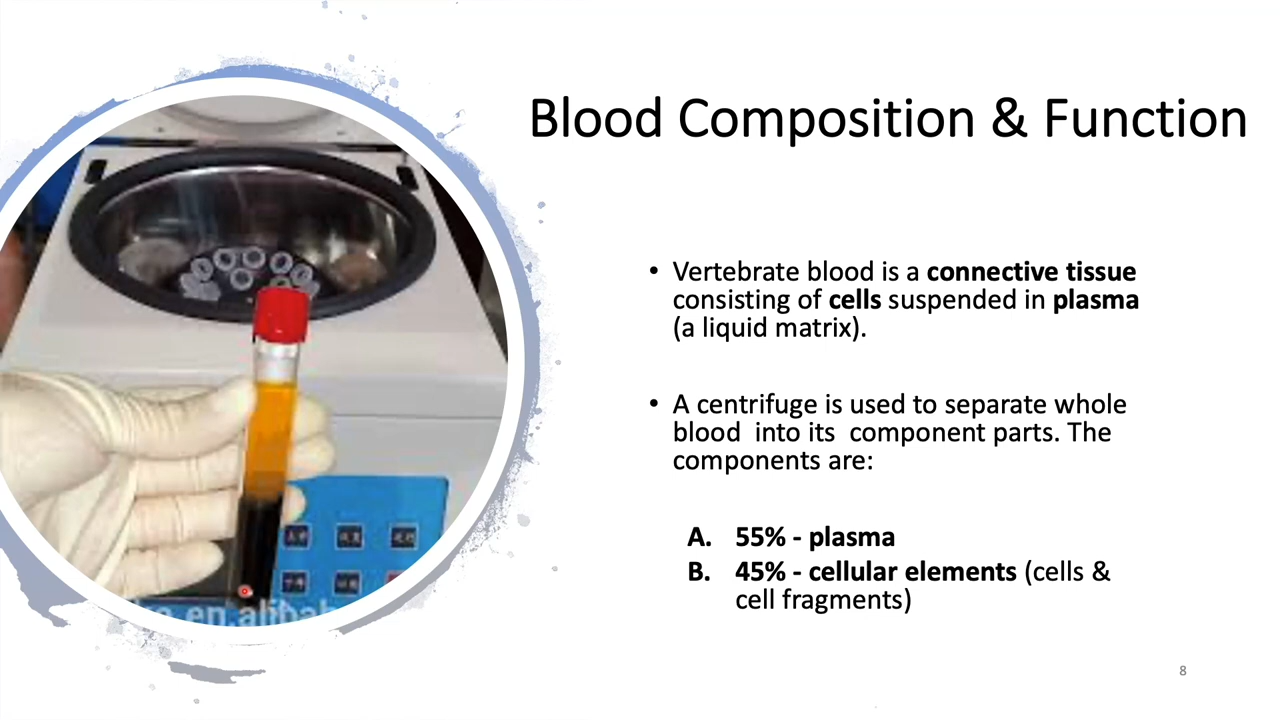 Blood Composition & Function
• Vertebrate blood is a connective tissue
consisting of cells suspended in plasma
(a liquid matrix).
• A centrifuge is used to separate whole
blood into its component parts. The
components are:
A. 55% - plasma
B. 45% - cellular elements (cells &
cell fragments)
8
en.alibab